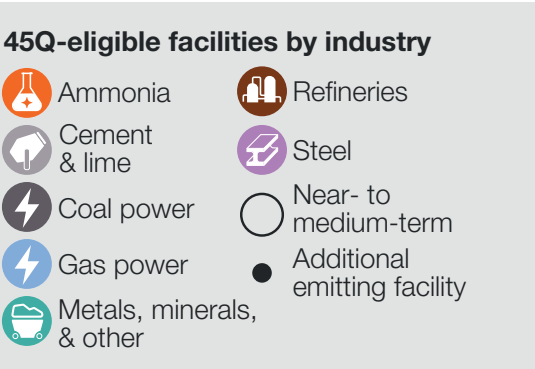 45Q-eligible facilities by industry
Ammonia
Cement
& lime
Coal power
Gas power
Metals, minerals,
& other
Refineries
Steel
Near- to
medium-term
Additional
emitting facility